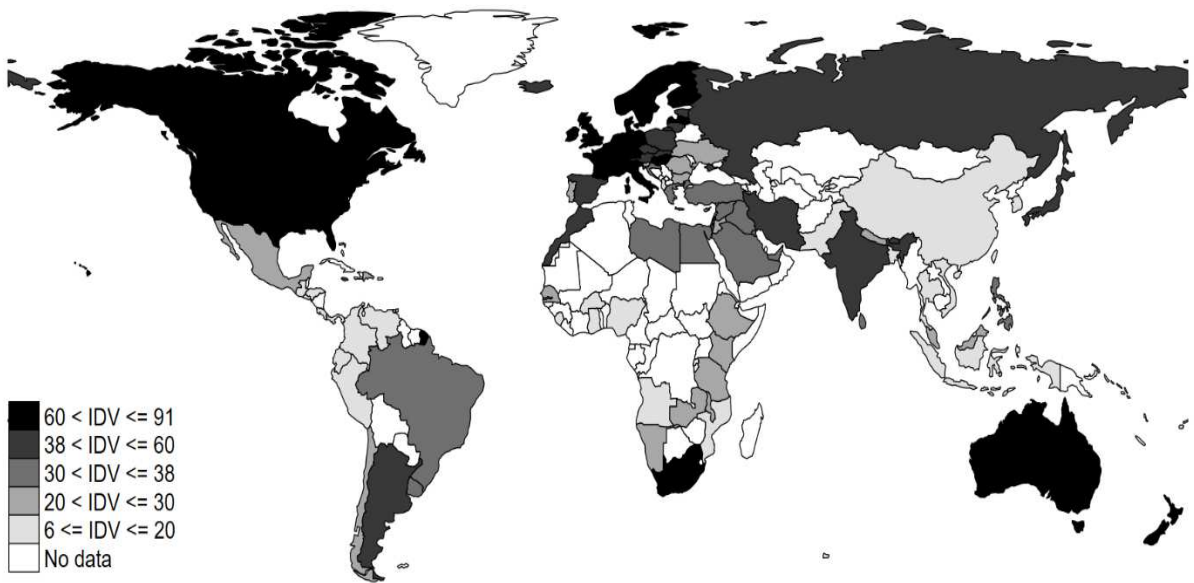 60 < IDV <= 91
38 < IDV <= 60
30 < IDV <= 38
20 < IDV <= 30
6 <= IDV <= 20
No data